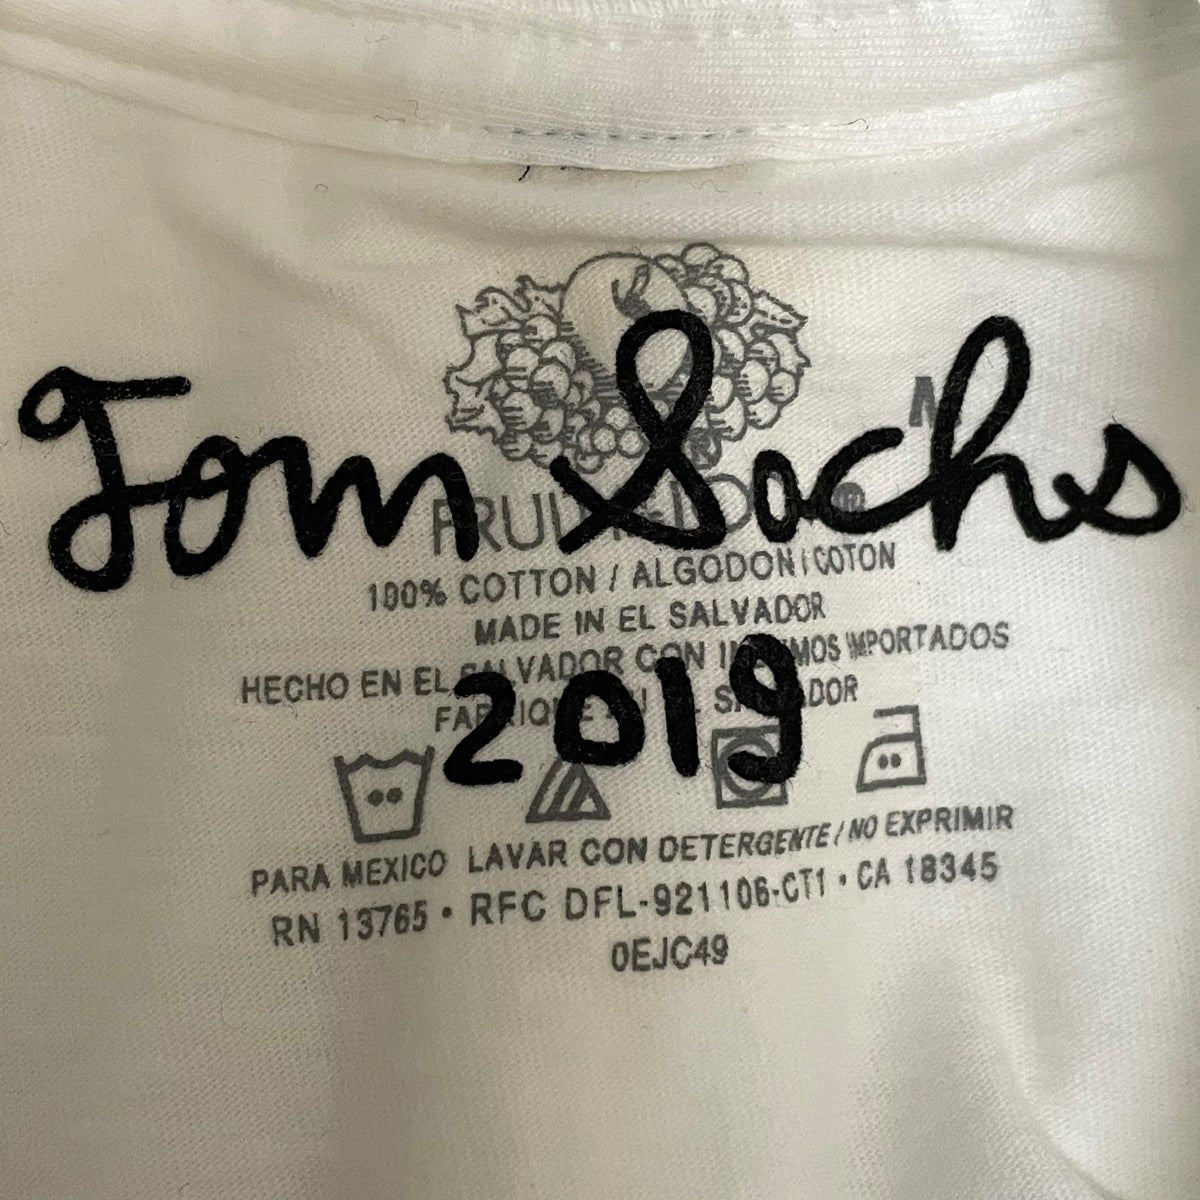 M
Tom Sachs
100% COTTON / ALGODON / COTON
MADE IN EL SALVADOR
HECHO EN EL SALVADOR CON IMPORTADOS
2019
PARA MEXICO LAVAR CON DETERGENTE / NO EXPRIMIR
RN 13765 • RFC DFL-921106-CT1 • CA 18345
0EJC49